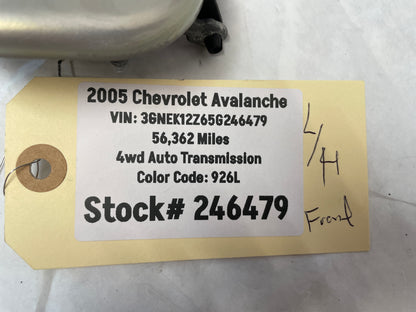 2005 Chevrolet Avalanche
VIN: 3GNEK12Z65G246479
56,362 Miles
4wd Auto Transmission
Color Code: 926L
Stock# 246479
L/H
Front